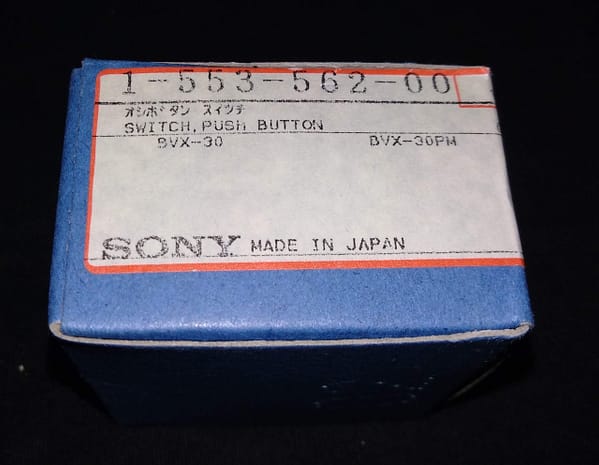 1-553-562-00
オシボタン スイツチ
SWITCH, PUSH BUTTON
BVX-30 BVX-30PM
SONY MADE IN JAPAN